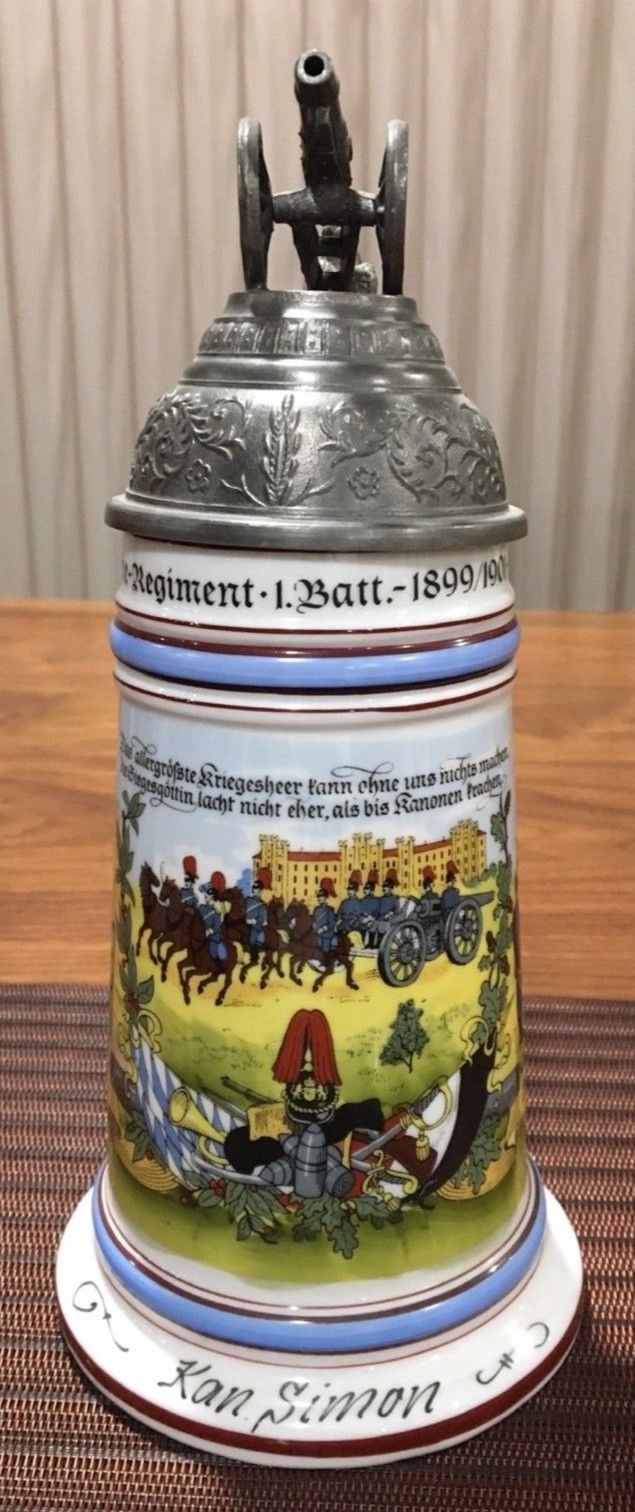 -Regiment · 1. Batt. - 1899/190
allergröfste Kriegesheer kann ohne uns nichts machen.
Siegesgöttin lacht nicht eher, als bis Kanonen krachen.
Kan. Simon